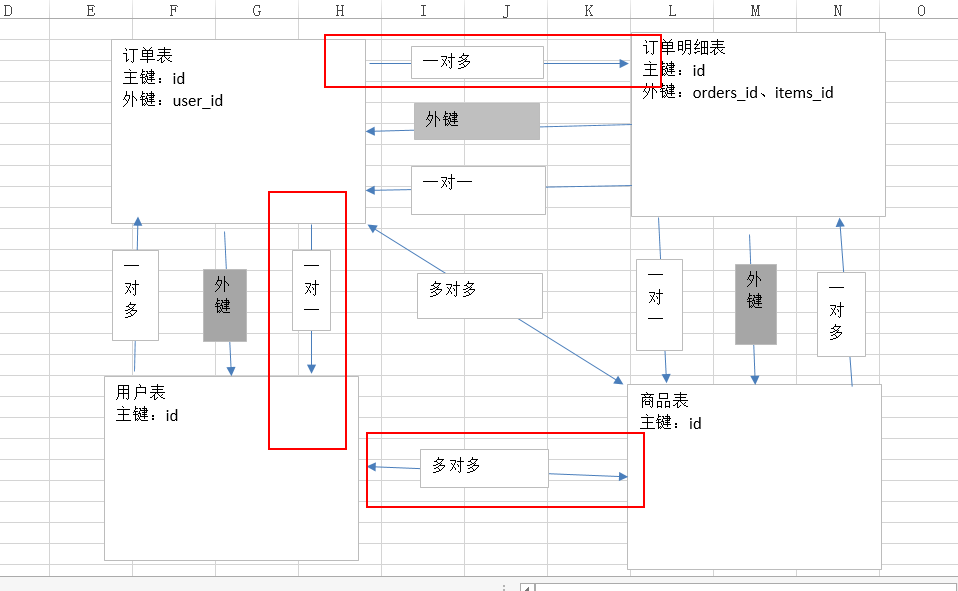 D E F G H I J K L M N O
订单表
主键：id
外键：user_id
一对多
订单明细表
主键：id
外键：orders_id、items_id
外键
一对一
一对多
外键
一对一
多对多
一对一
外键
一对多
用户表
主键：id
商品表
主键：id
多对多